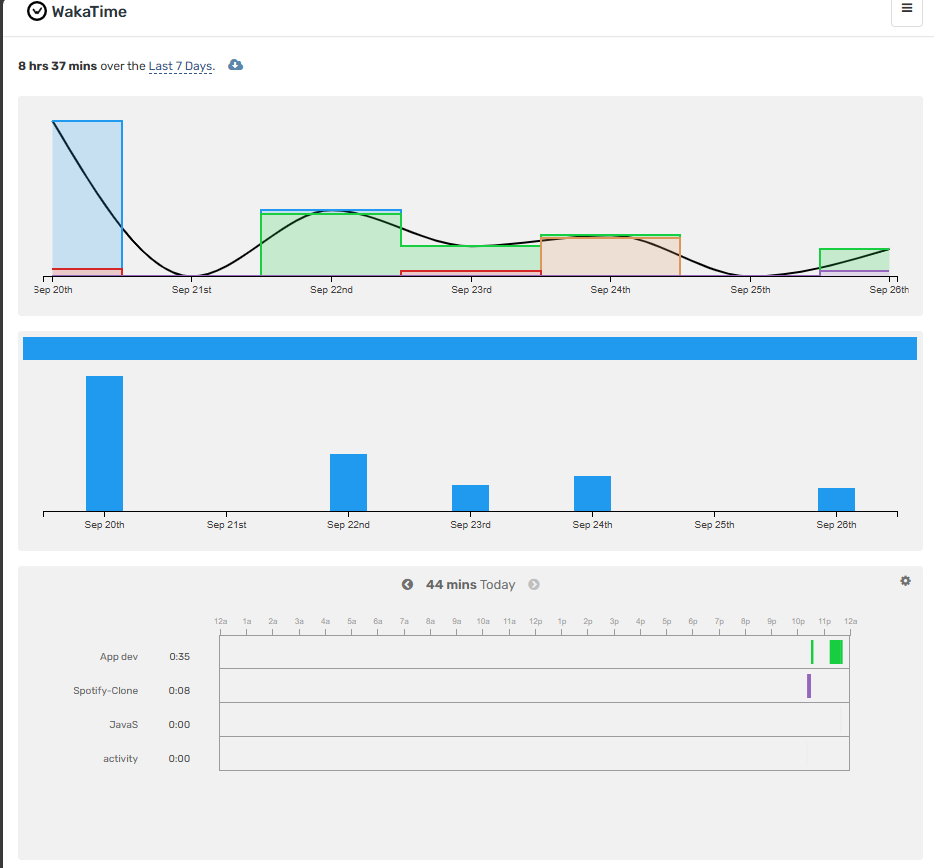 WakaTime
8 hrs 37 mins over the Last 7 Days.
Sep 20th Sep 21st Sep 22nd Sep 23rd Sep 24th Sep 25th Sep 26th
Sep 20th Sep 21st Sep 22nd Sep 23rd Sep 24th Sep 25th Sep 26th
44 mins Today
12a 1a 2a 3a 4a 5a 6a 7a 8a 9a 10a 11a 12p 1p 2p 3p 4p 5p 6p 7p 8p 9p 10p 11p 12a
App dev 0:35
Spotify-Clone 0:08
JavaS 0:00
activity 0:00